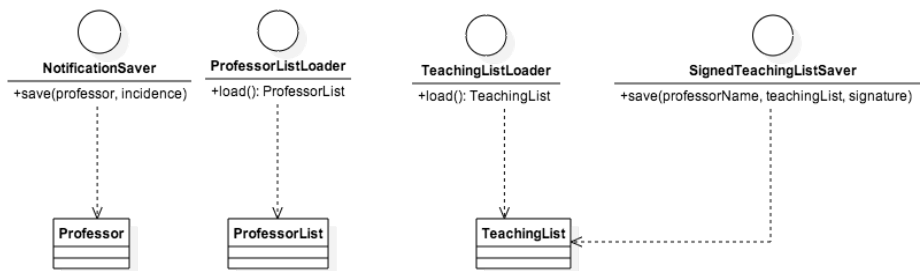 NotificationSaver
+save(professor, incidence)
ProfessorListLoader
+load(): ProfessorList
TeachingListLoader
+load(): TeachingList
SignedTeachingListSaver
+save(professorName, teachingList, signature)
Professor
ProfessorList
TeachingList